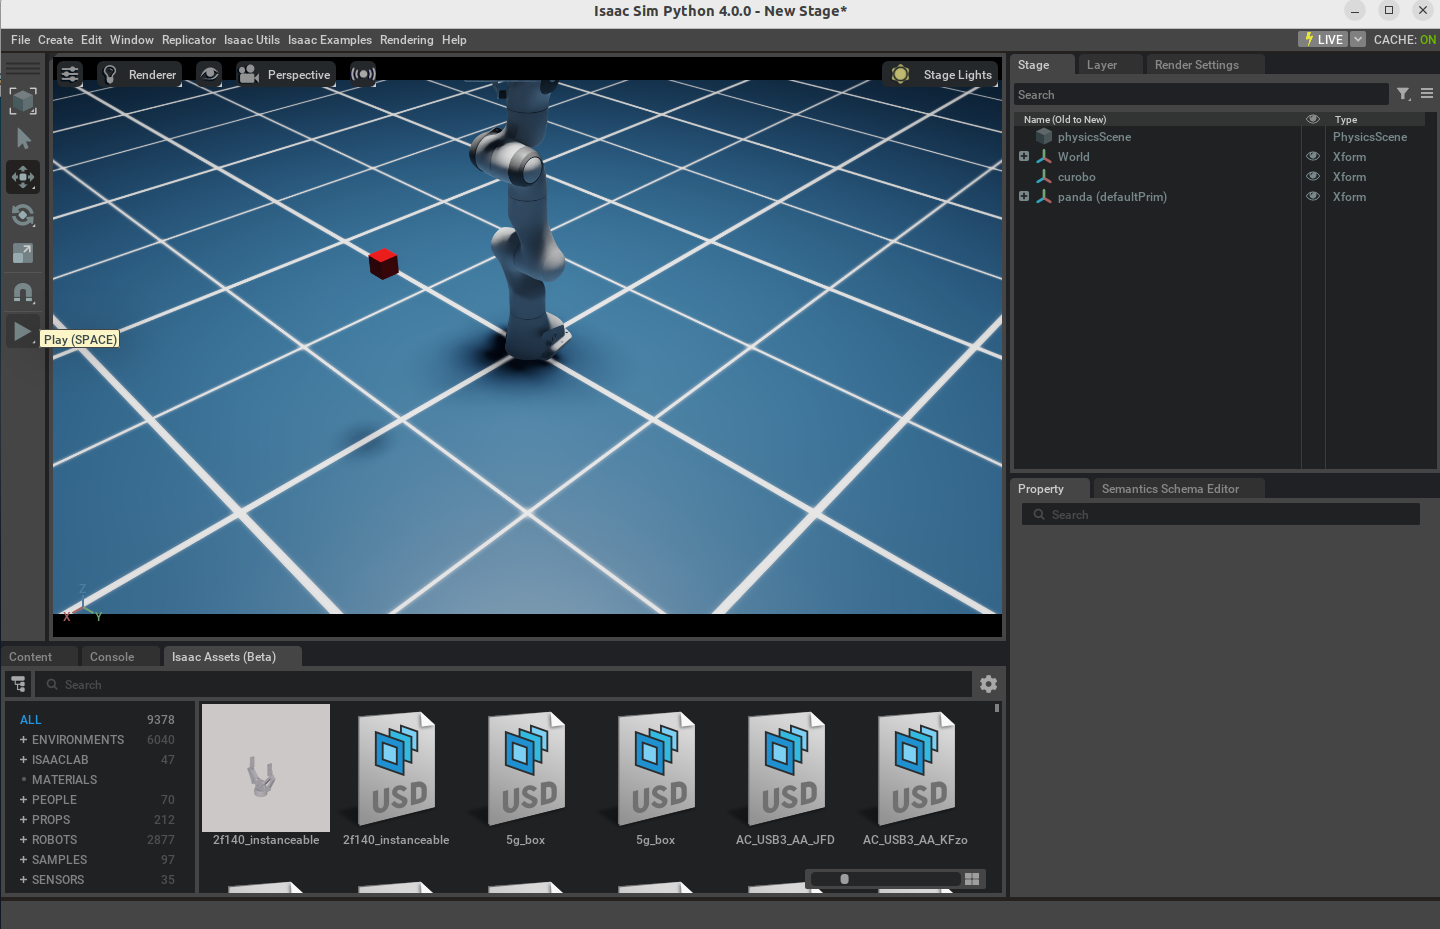 Isaac Sim Python 4.0.0 - New Stage*
File Create Edit Window Replicator Isaac Utils Isaac Examples Rendering Help
LIVE
CACHE: ON
Renderer
Perspective
Stage Lights
Play (SPACE)
Z
X
Y
Stage
Layer
Render Settings
Search
Name (Old to New)
Type
physicsScene PhysicsScene
World Xform
curobo Xform
panda (defaultPrim) Xform
Property
Semantics Schema Editor
Search
Content
Console
Isaac Assets (Beta)
Search
ALL 9378
+ ENVIRONMENTS 6040
+ ISAACLAB 47
MATERIALS
+ PEOPLE 70
+ PROPS 212
+ ROBOTS 2877
+ SAMPLES 97
+ SENSORS 35
USD
USD
USD
USD
USD
2f140_instanceable
2f140_instanceable
5g_box
5g_box
AC_USB3_AA_JFD
AC_USB3_AA_KFzo